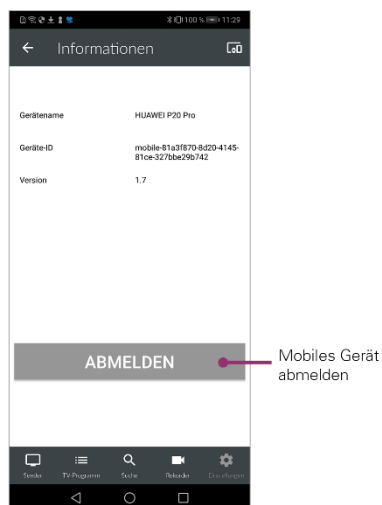 100 % 11:29
Informationen
Gerätename HUAWEI P20 Pro
Geräte-ID mobile-81a3f870-8d20-4145-
81ce-327bbe29b742
Version 1.7
ABMELDEN
Mobiles Gerät
abmelden
Sender TV-Programm Suche Rekorder Einstellungen